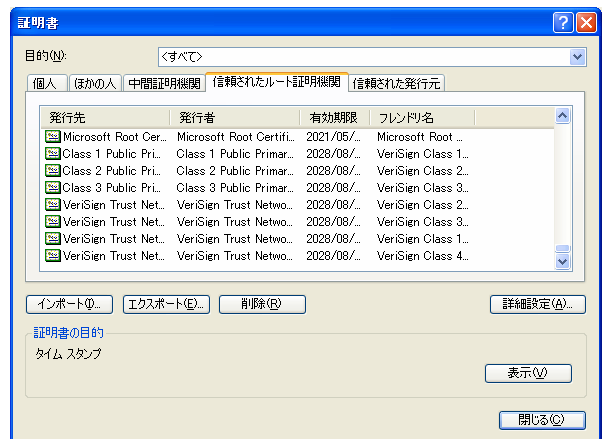 証明書
目的(N): <すべて>
個人 ほかの人 中間証明機関 信頼されたルート証明機関 信頼された発行元
発行先 発行者 有効期限 フレンドリ名
Microsoft Root Cer... Microsoft Root Certifi... 2021/05/... Microsoft Root ...
Class 1 Public Pri... Class 1 Public Primar... 2028/08/... VeriSign Class 1...
Class 2 Public Pri... Class 2 Public Primar... 2028/08/... VeriSign Class 2...
Class 3 Public Pri... Class 3 Public Primar... 2028/08/... VeriSign Class 3...
VeriSign Trust Net... VeriSign Trust Netwo... 2028/08/... VeriSign Class 2...
VeriSign Trust Net... VeriSign Trust Netwo... 2028/08/... VeriSign Class 3...
VeriSign Trust Net... VeriSign Trust Netwo... 2028/08/... VeriSign Class 1...
VeriSign Trust Net... VeriSign Trust Netwo... 2028/08/... VeriSign Class 4...
インポート(I)... エクスポート(E)... 削除(R) 詳細設定(A)...
証明書の目的
タイム スタンプ
表示(V)
閉じる(C)